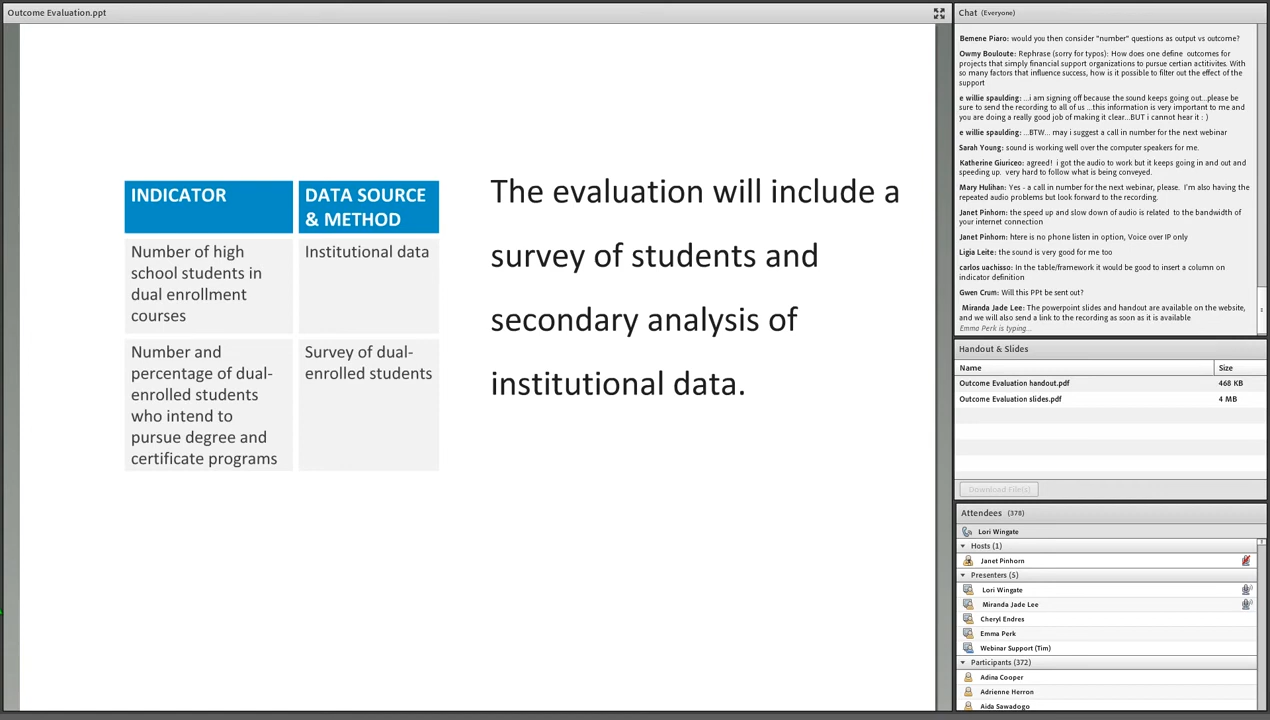 Outcome Evaluation.ppt
INDICATOR
DATA SOURCE
& METHOD
Number of high
school students in
dual enrollment
courses
Institutional data
Number and
percentage of dual-
enrolled students
who intend to
pursue degree and
certificate programs
Survey of dual-
enrolled students
The evaluation will include a
survey of students and
secondary analysis of
institutional data.
Chat (Everyone)
Bemene Piaro: would you then consider "number" questions as output vs outcome?
Owmy Bouloute: Rephrase (sorry for typos): How does one define outcomes for
projects that simply financial support organizations to pursue certian actitivites. With
so many factors that influence success, how is it possible to filter out the effect of the
support
e willie spaulding: ...i am signing off because the sound keeps going out...please be
sure to send the recording to all of us ...this information is very important to me and
you are doing a really good job of making it clear...BUT i cannot hear it : )
e willie spaulding: ...BTW... may i suggest a call in number for the next webinar
Sarah Young: sound is working well over the computer speakers for me.
Katherine Giuriceo: agreed! i got the audio to work but it keeps going in and out and
speeding up. very hard to follow what is being conveyed.
Mary Hulihan: Yes - a call in number for the next webinar, please. I'm also having the
repeated audio problems but look forward to the recording.
Janet Pinhorn: the speed up and slow down of audio is related to the bandwidth of
your internet connection
Janet Pinhorn: htere is no phone listen in option, Voice over IP only
Ligia Leite: the sound is very good for me too
carlos uachisso: In the table/framework it would be good to insert a column on
indicator definition
Gwen Crum: Will this PPt be sent out?
Miranda Jade Lee: The powerpoint slides and handout are available on the website,
and we will also send a link to the recording as soon as it is available
Emma Perk is typing...
Handout & Slides
Name Size
Outcome Evaluation handout.pdf 468 KB
Outcome Evaluation slides.pdf 4 MB
Download File(s)
Attendees (378)
Lori Wingate
Hosts (1)
Janet Pinhorn
Presenters (5)
Lori Wingate
Miranda Jade Lee
Cheryl Endres
Emma Perk
Webinar Support (Tim)
Participants (372)
Adina Cooper
Adrienne Herron
Aida Sawadogo